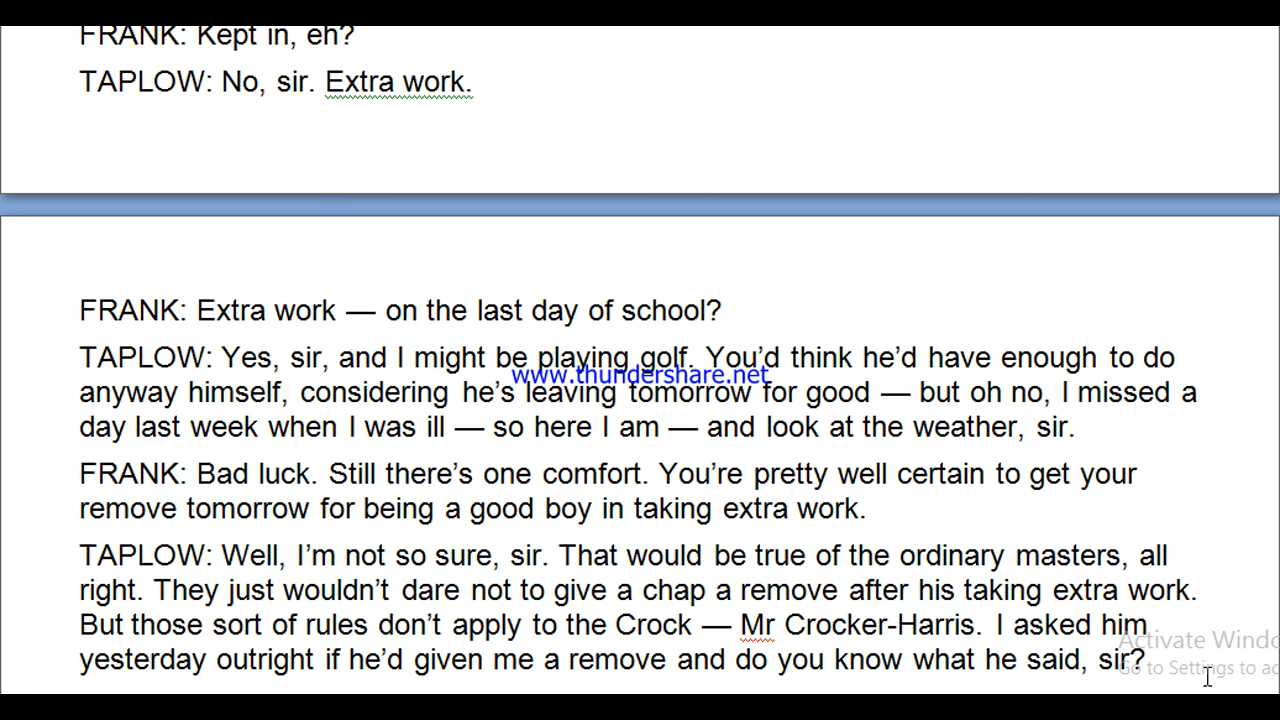 FRANK: Kept in, eh?
TAPLOW: No, sir. Extra work.
FRANK: Extra work — on the last day of school?
TAPLOW: Yes, sir, and I might be playing golf. You’d think he’d have enough to do
www.thundershare.net
anyway himself, considering he’s leaving tomorrow for good — but oh no, I missed a
day last week when I was ill — so here I am — and look at the weather, sir.
FRANK: Bad luck. Still there’s one comfort. You’re pretty well certain to get your
remove tomorrow for being a good boy in taking extra work.
TAPLOW: Well, I’m not so sure, sir. That would be true of the ordinary masters, all
right. They just wouldn’t dare not to give a chap a remove after his taking extra work.
But those sort of rules don’t apply to the Crock — Mr Crocker-Harris. I asked him
Activate Windo
yesterday outright if he’d given me a remove and do you know what he said, sir?
Go to Settings to ac